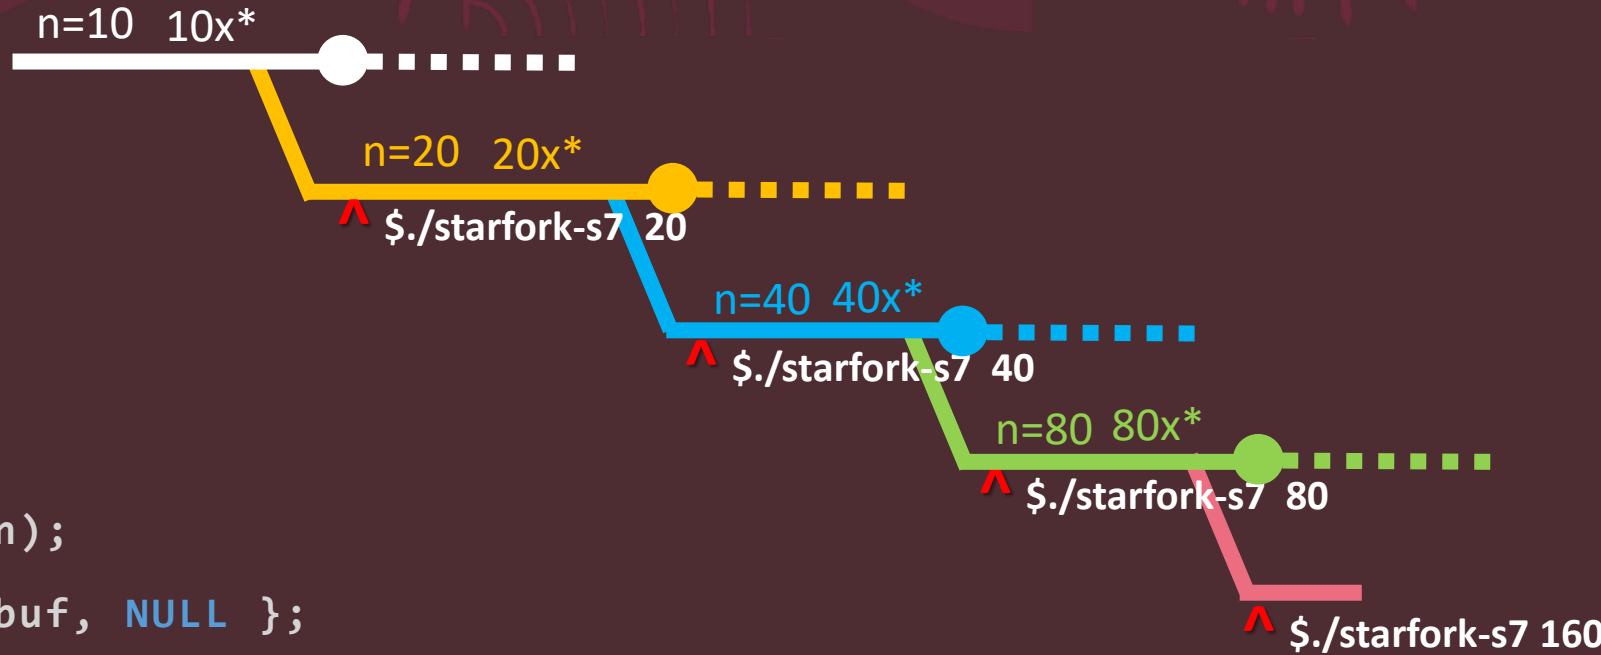 n=10 10x*
n=20 20x*
^ $./starfork-s7 20
n=40 40x*
^ $./starfork-s7 40
n=80 80x*
^ $./starfork-s7 80
n);
buf, NULL };
^ $./starfork-s7 160